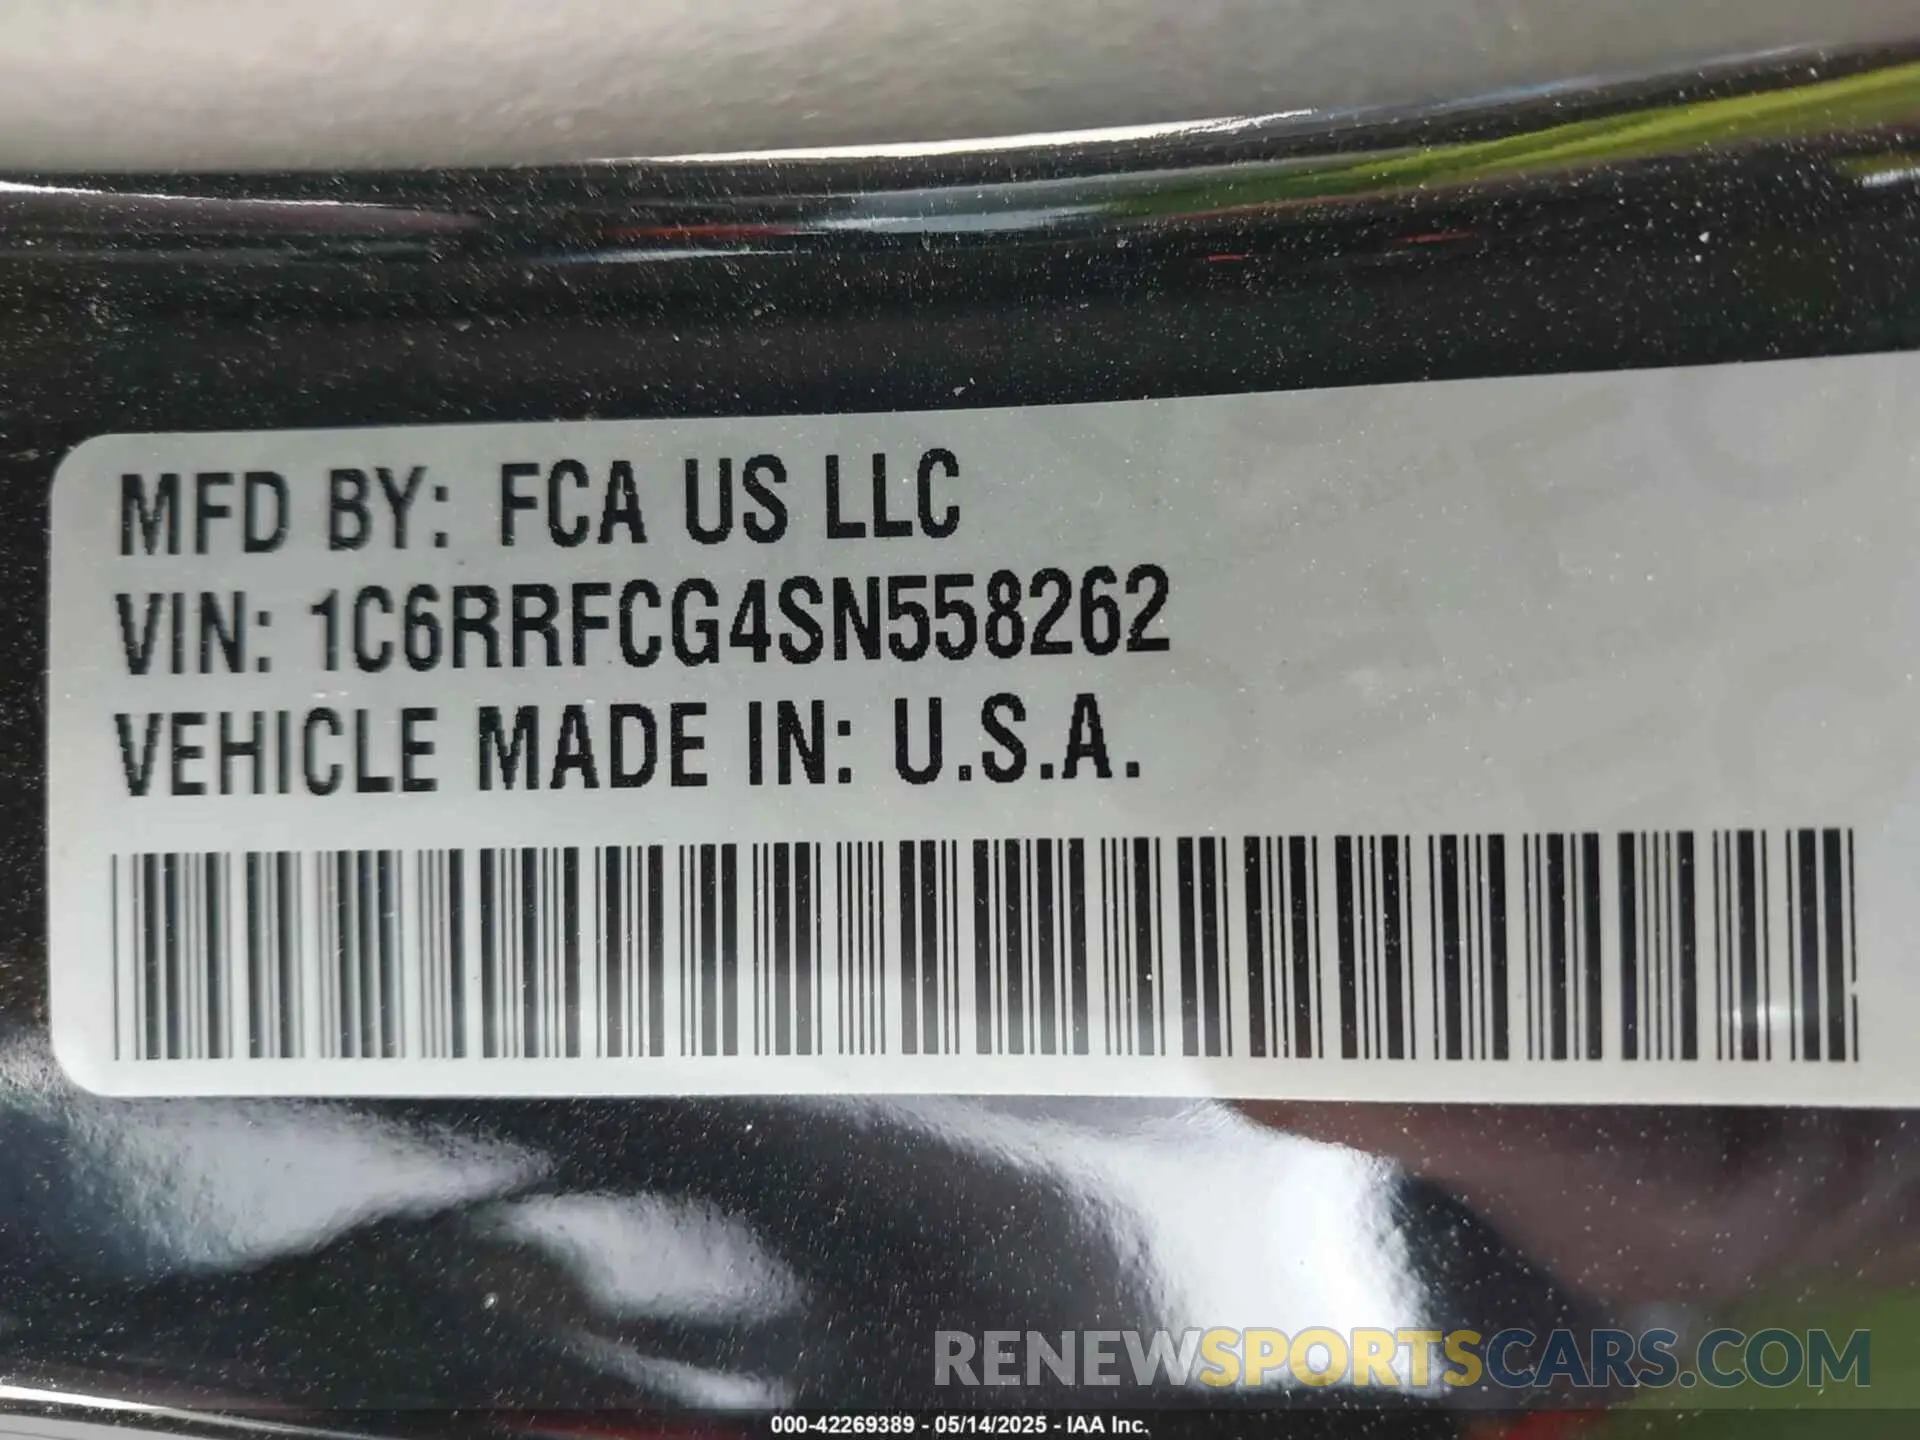 MFD BY: FCA US LLC
VIN: 1C6RRFCG4SN558262
VEHICLE MADE IN: U.S.A.
RENEWSPORTSCARS.COM
000-42269389 - 05/14/2025 - IAA Inc.